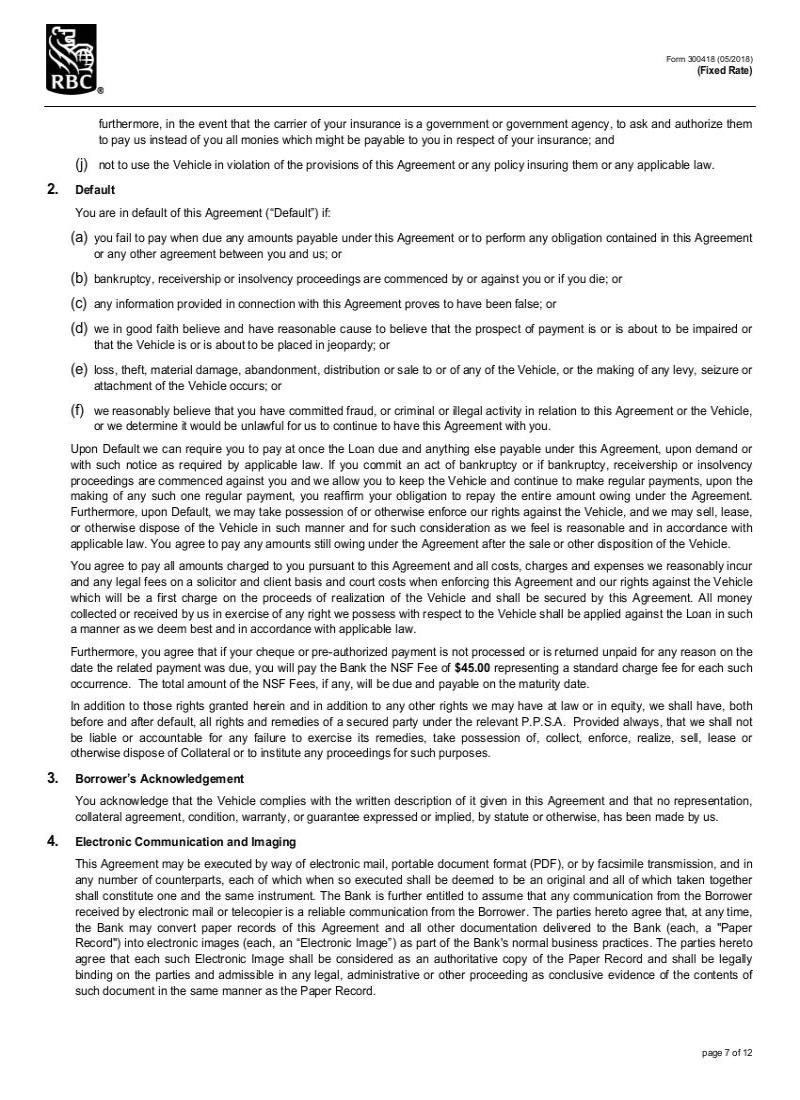 RBC®
Form 300418 (05/2018)
(Fixed Rate)
furthermore, in the event that the carrier of your insurance is a government or government agency, to ask and authorize them
to pay us instead of you all monies which might be payable to you in respect of your insurance; and
(j) not to use the Vehicle in violation of the provisions of this Agreement or any policy insuring them or any applicable law.
2. Default
You are in default of this Agreement (“Default”) if:
(a) you fail to pay when due any amounts payable under this Agreement or to perform any obligation contained in this Agreement
or any other agreement between you and us; or
(b) bankruptcy, receivership or insolvency proceedings are commenced by or against you or if you die; or
(c) any information provided in connection with this Agreement proves to have been false; or
(d) we in good faith believe and have reasonable cause to believe that the prospect of payment is or is about to be impaired or
that the Vehicle is or is about to be placed in jeopardy; or
(e) loss, theft, material damage, abandonment, distribution or sale to or of any of the Vehicle, or the making of any levy, seizure or
attachment of the Vehicle occurs; or
(f) we reasonably believe that you have committed fraud, or criminal or illegal activity in relation to this Agreement or the Vehicle,
or we determine it would be unlawful for us to continue to have this Agreement with you.
Upon Default we can require you to pay at once the Loan due and anything else payable under this Agreement, upon demand or
with such notice as required by applicable law. If you commit an act of bankruptcy or if bankruptcy, receivership or insolvency
proceedings are commenced against you and we allow you to keep the Vehicle and continue to make regular payments, upon the
making of any such one regular payment, you reaffirm your obligation to repay the entire amount owing under the Agreement.
Furthermore, upon Default, we may take possession of or otherwise enforce our rights against the Vehicle, and we may sell, lease,
or otherwise dispose of the Vehicle in such manner and for such consideration as we feel is reasonable and in accordance with
applicable law. You agree to pay any amounts still owing under the Agreement after the sale or other disposition of the Vehicle.
You agree to pay all amounts charged to you pursuant to this Agreement and all costs, charges and expenses we reasonably incur
and any legal fees on a solicitor and client basis and court costs when enforcing this Agreement and our rights against the Vehicle
which will be a first charge on the proceeds of realization of the Vehicle and shall be secured by this Agreement. All money
collected or received by us in exercise of any right we possess with respect to the Vehicle shall be applied against the Loan in such
a manner as we deem best and in accordance with applicable law.
Furthermore, you agree that if your cheque or pre-authorized payment is not processed or is returned unpaid for any reason on the
date the related payment was due, you will pay the Bank the NSF Fee of $45.00 representing a standard charge fee for each such
occurrence. The total amount of the NSF Fees, if any, will be due and payable on the maturity date.
In addition to those rights granted herein and in addition to any other rights we may have at law or in equity, we shall have, both
before and after default, all rights and remedies of a secured party under the relevant P.P.S.A. Provided always, that we shall not
be liable or accountable for any failure to exercise its remedies, take possession of, collect, enforce, realize, sell, lease or
otherwise dispose of Collateral or to institute any proceedings for such purposes.
3. Borrower’s Acknowledgement
You acknowledge that the Vehicle complies with the written description of it given in this Agreement and that no representation,
collateral agreement, condition, warranty, or guarantee expressed or implied, by statute or otherwise, has been made by us.
4. Electronic Communication and Imaging
This Agreement may be executed by way of electronic mail, portable document format (PDF), or by facsimile transmission, and in
any number of counterparts, each of which when so executed shall be deemed to be an original and all of which taken together
shall constitute one and the same instrument. The Bank is further entitled to assume that any communication from the Borrower
received by electronic mail or telecopier is a reliable communication from the Borrower. The parties hereto agree that, at any time,
the Bank may convert paper records of this Agreement and all other documentation delivered to the Bank (each, a "Paper
Record") into electronic images (each, an “Electronic Image”) as part of the Bank's normal business practices. The parties hereto
agree that each such Electronic Image shall be considered as an authoritative copy of the Paper Record and shall be legally
binding on the parties and admissible in any legal, administrative or other proceeding as conclusive evidence of the contents of
such document in the same manner as the Paper Record.
page 7 of 12